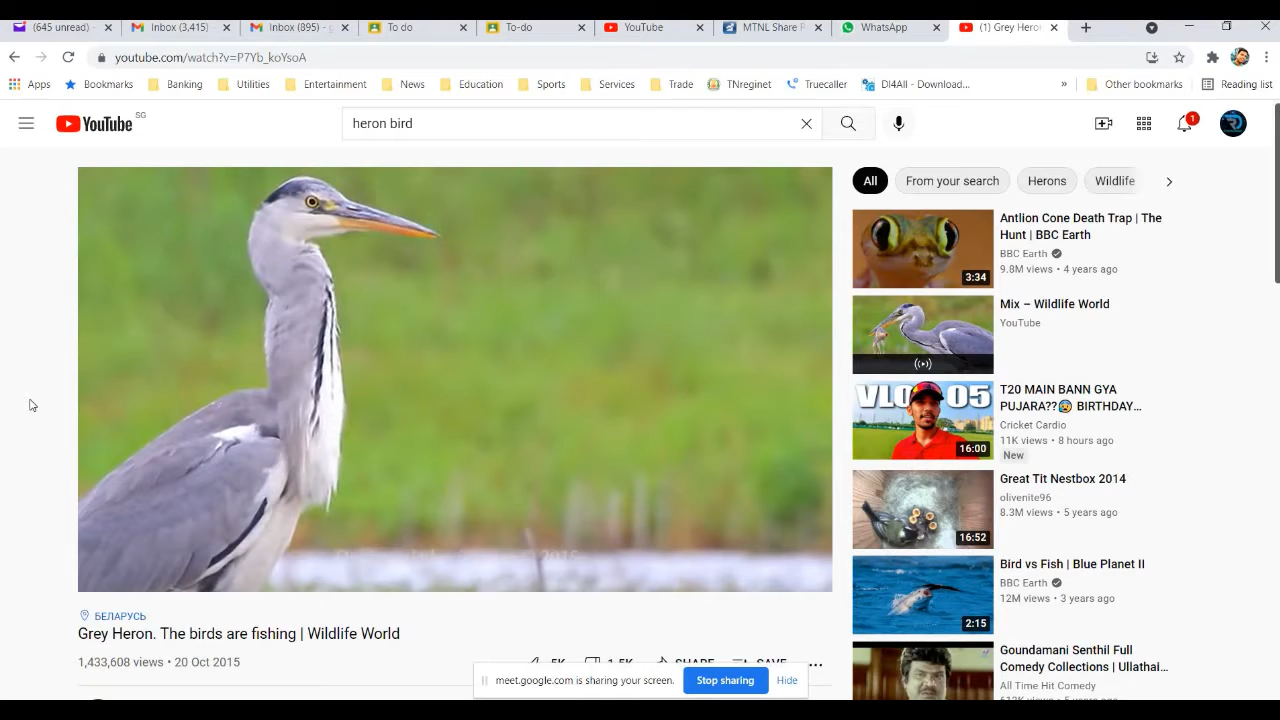 (645 unread) -
Inbox (3,415)
Inbox (895) - g
To do
To-do
YouTube
MTNL Share P
WhatsApp
(1) Grey Hero
youtube.com/watch?v=P7Yb_koYsoA
Apps
Bookmarks
Banking
Utilities
Entertainment
News
Education
Sports
Services
Trade
TNreginet
Truecaller
DI4All - Download...
»
Other bookmarks
Reading list
YouTube SG
heron bird
1
All
From your search
Herons
Wildlife
Antlion Cone Death Trap | The
Hunt | BBC Earth
BBC Earth
9.8M views • 4 years ago
3:34
Mix – Wildlife World
YouTube
VLO 05
T20 MAIN BANN GYA
PUJARA??😰 BIRTHDAY...
Cricket Cardio
11K views • 8 hours ago
New
16:00
Great Tit Nestbox 2014
olivenite96
8.3M views • 5 years ago
16:52
Bird vs Fish | Blue Planet II
BBC Earth
12M views • 3 years ago
2:15
Goundamani Senthil Full
Comedy Collections | Ullathai...
All Time Hit Comedy
БЕЛАРУСЬ
Grey Heron. The birds are fishing | Wildlife World
1,433,608 views • 20 Oct 2015
5K
1.5K
SHARE
SAVE
meet.google.com is sharing your screen.
Stop sharing
Hide